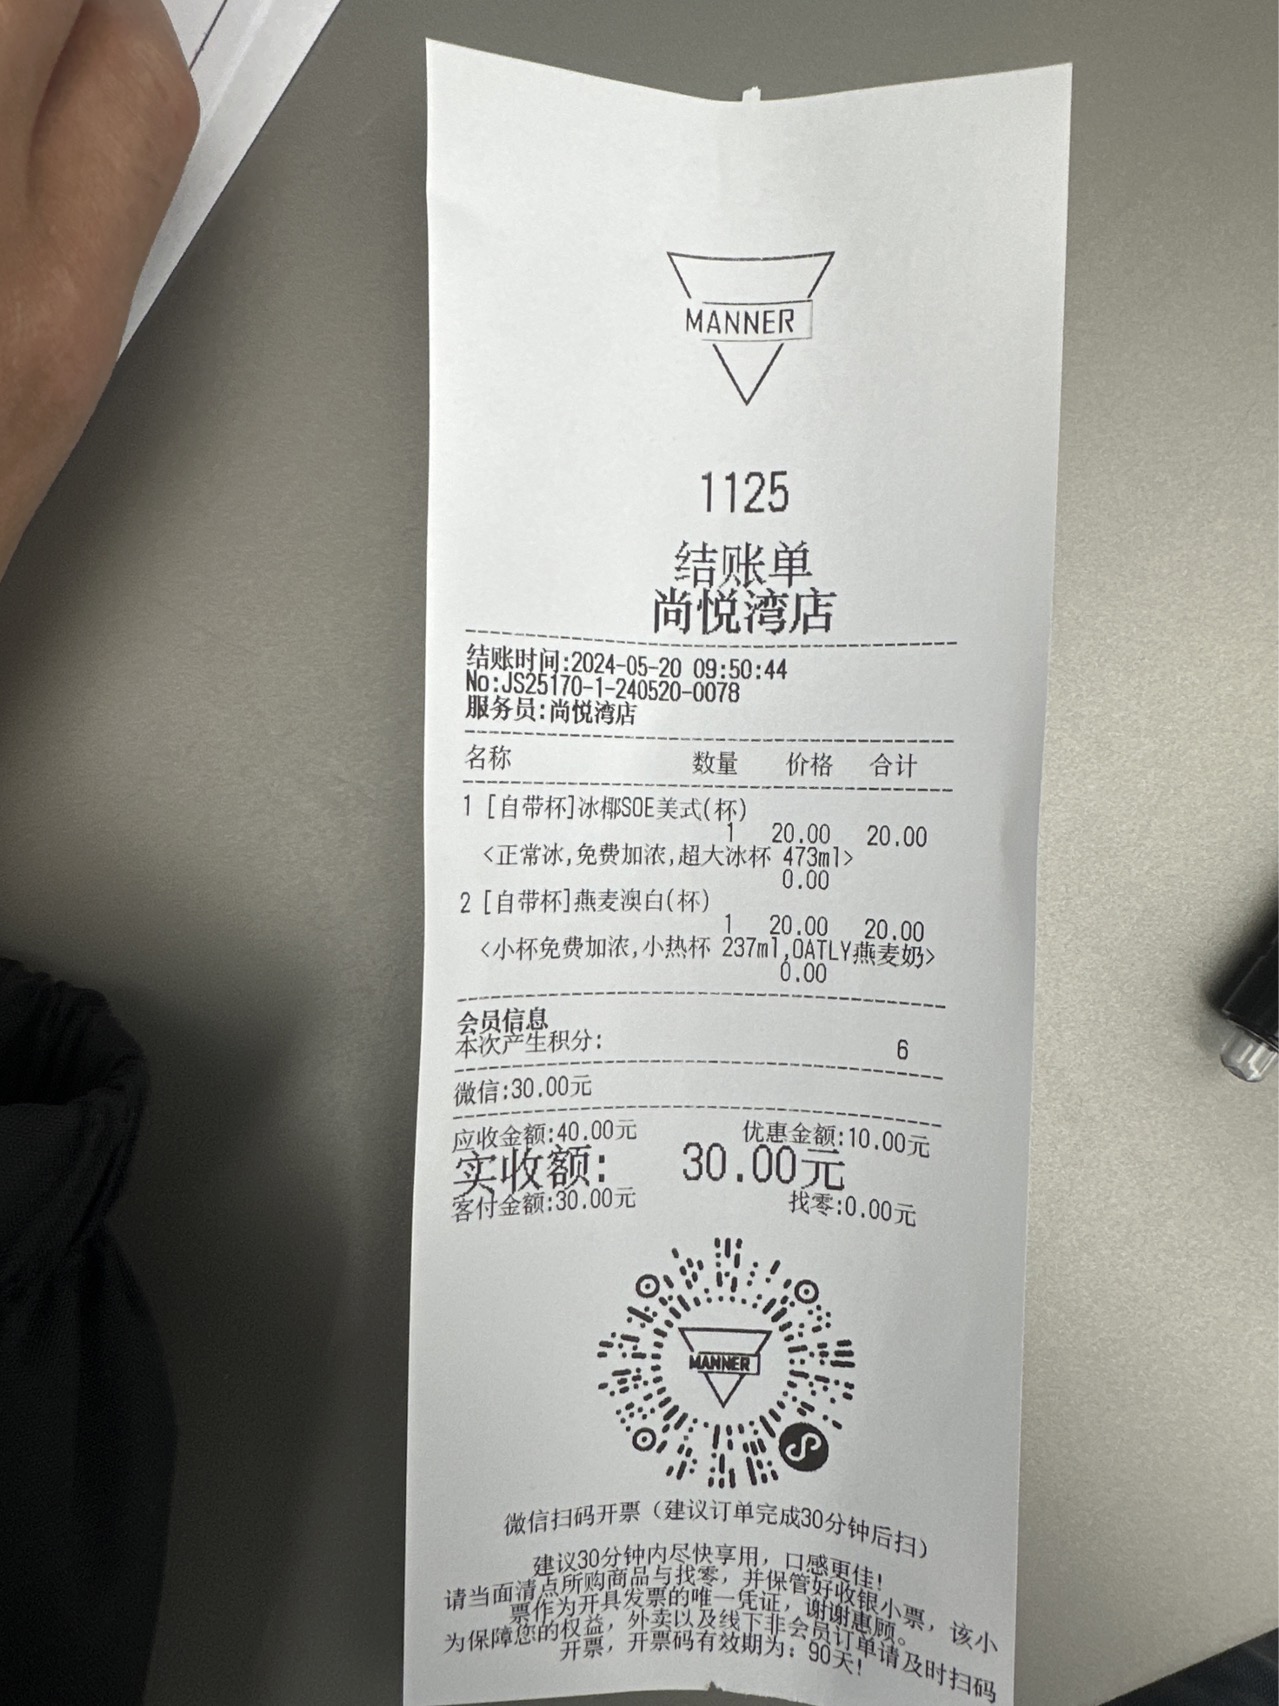 MANNER
1125
结账单
尚悦湾店
结账时间:2024-05-20 09:50:44
No:JS25170-1-240520-0078
服务员:尚悦湾店
名称 数量 价格 合计
1 [自带杯]冰椰SOE美式(杯)
1 20.00 20.00
<正常冰,免费加浓,超大冰杯 473ml>
0.00
2 [自带杯]燕麦澳白(杯)
1 20.00 20.00
<小杯免费加浓,小热杯 237ml,OATLY燕麦奶>
0.00
会员信息
本次产生积分: 6
微信:30.00元
应收金额:40.00元 优惠金额:10.00元
实收额: 30.00元
客付金额:30.00元 找零:0.00元
MANNER
微信扫码开票（建议订单完成30分钟后扫）
建议30分钟内尽快享用，口感更佳!
请当面清点所购商品与找零，并保管好收银小票，该小
票作为开具发票的唯一凭证，谢谢惠顾。
为保障您的权益，外卖以及线下非会员订单请及时扫码
开票，开票码有效期为：90天!